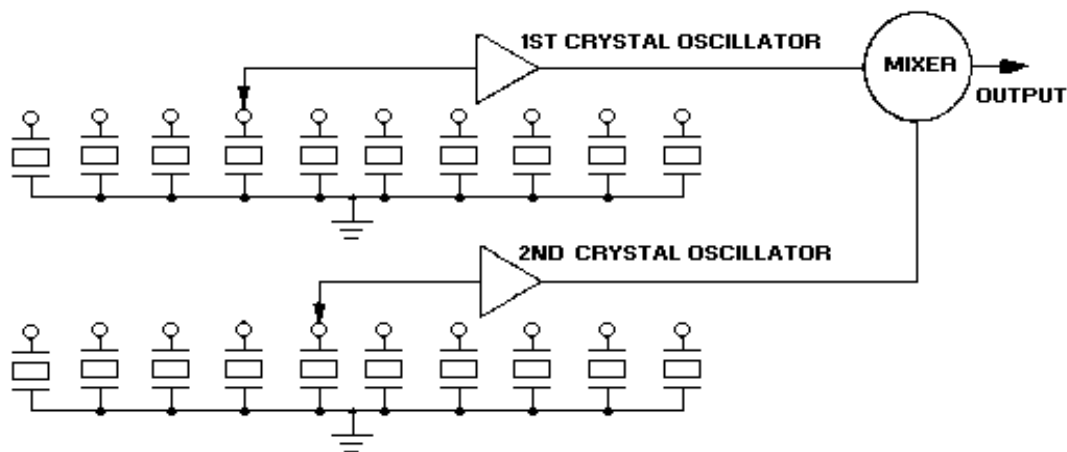 1ST CRYSTAL OSCILLATOR
MIXER
OUTPUT
2ND CRYSTAL OSCILLATOR